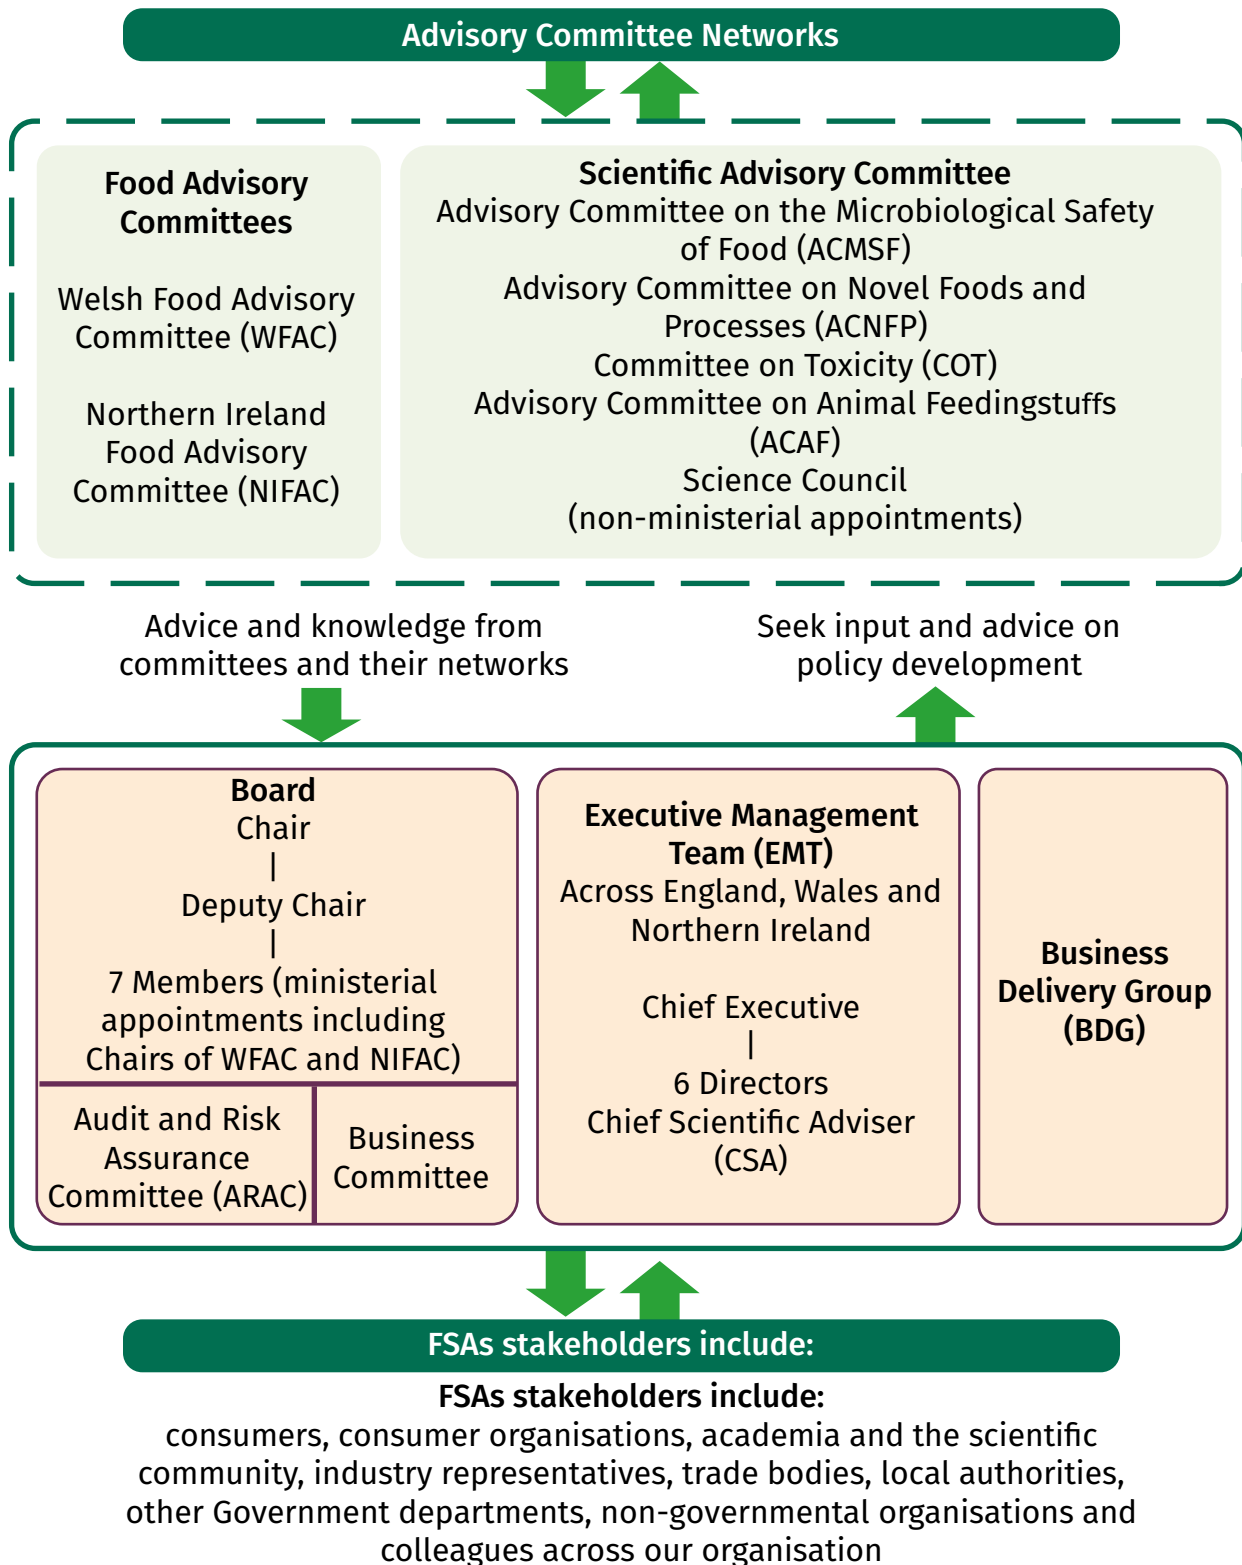 Advisory Committee Networks
Food Advisory
Committees
Welsh Food Advisory
Committee (WFAC)
Northern Ireland
Food Advisory
Committee (NIFAC)
Scientific Advisory Committee
Advisory Committee on the Microbiological Safety
of Food (ACMSF)
Advisory Committee on Novel Foods and
Processes (ACNFP)
Committee on Toxicity (COT)
Advisory Committee on Animal Feedingstuffs
(ACAF)
Science Council
(non-ministerial appointments)
Advice and knowledge from
committees and their networks
Seek input and advice on
policy development
Board
Chair
|
Deputy Chair
|
7 Members (ministerial
appointments including
Chairs of WFAC and NIFAC)
Audit and Risk
Assurance
Committee (ARAC)
Business
Committee
Executive Management
Team (EMT)
Across England, Wales and
Northern Ireland
Chief Executive
|
6 Directors
Chief Scientific Adviser
(CSA)
Business
Delivery Group
(BDG)
FSAs stakeholders include:
FSAs stakeholders include:
consumers, consumer organisations, academia and the scientific
community, industry representatives, trade bodies, local authorities,
other Government departments, non-governmental organisations and
colleagues across our organisation